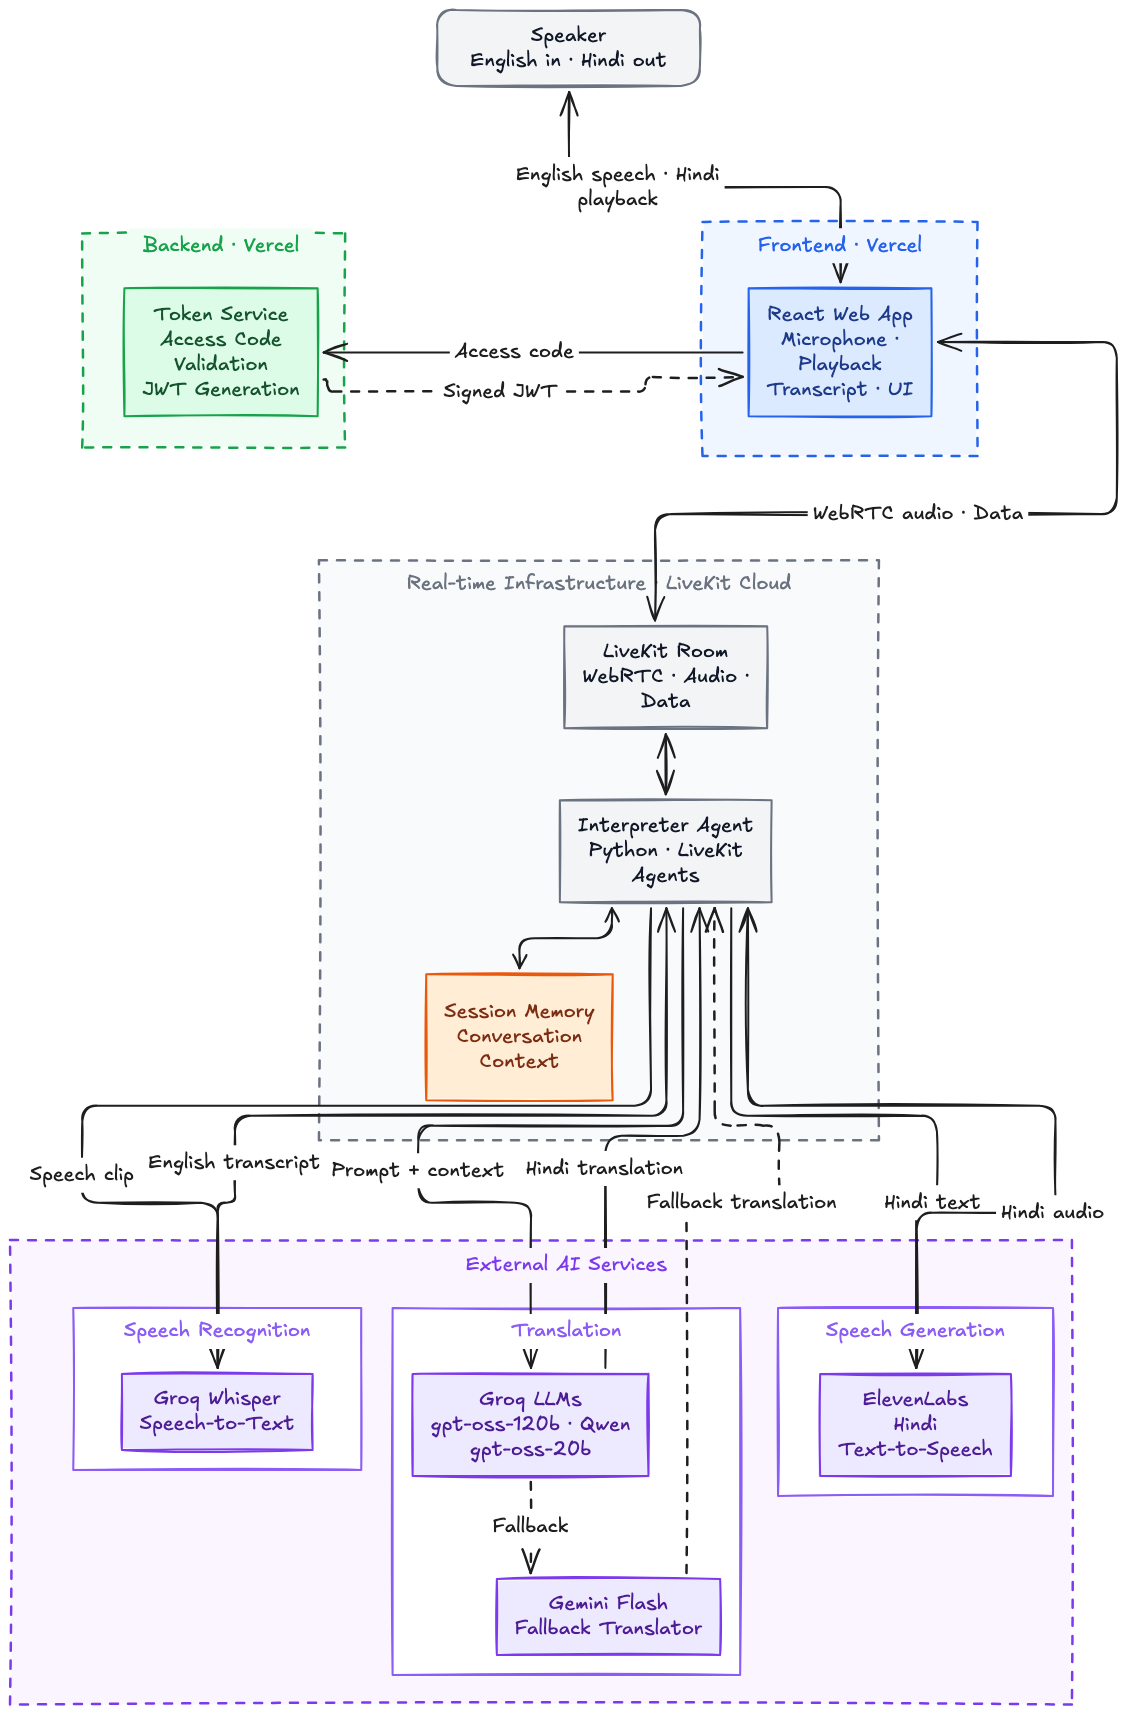 Speaker
English in · Hindi out
English speech · Hindi
playback
Backend · Vercel
Frontend · Vercel
Token Service
Access Code
Validation
JWT Generation
React Web App
Microphone ·
Playback
Transcript · UI
Access code
Signed JWT
WebRTC audio · Data
Real-time Infrastructure · LiveKit Cloud
LiveKit Room
WebRTC · Audio ·
Data
Interpreter Agent
Python · LiveKit
Agents
Session Memory
Conversation
Context
Speech clip
English transcript
Prompt + context
Hindi translation
Fallback translation
Hindi text
Hindi audio
External AI Services
Speech Recognition
Translation
Speech Generation
Groq Whisper
Speech-to-Text
Groq LLMs
gpt-oss-120b · Qwen
gpt-oss-20b
ElevenLabs
Hindi
Text-to-Speech
Fallback
Gemini Flash
Fallback Translator